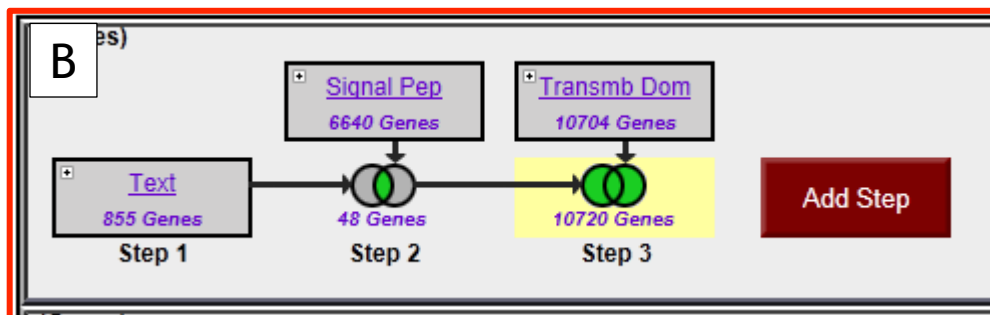 es)
B
Signal Pep
6640 Genes
Transmb Dom
10704 Genes
Text
855 Genes
Step 1
48 Genes
Step 2
10720 Genes
Step 3
Add Step